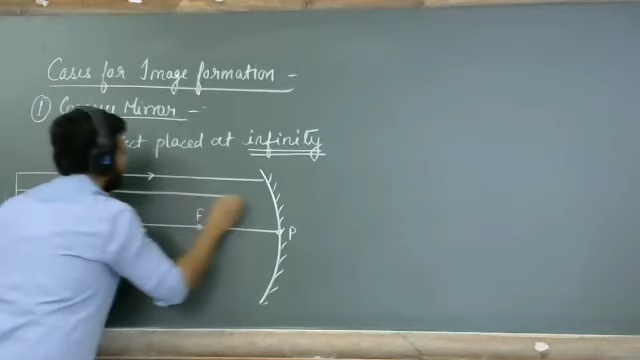 Cases for Image formation -
① Mirror -
placed at infinity
F
P